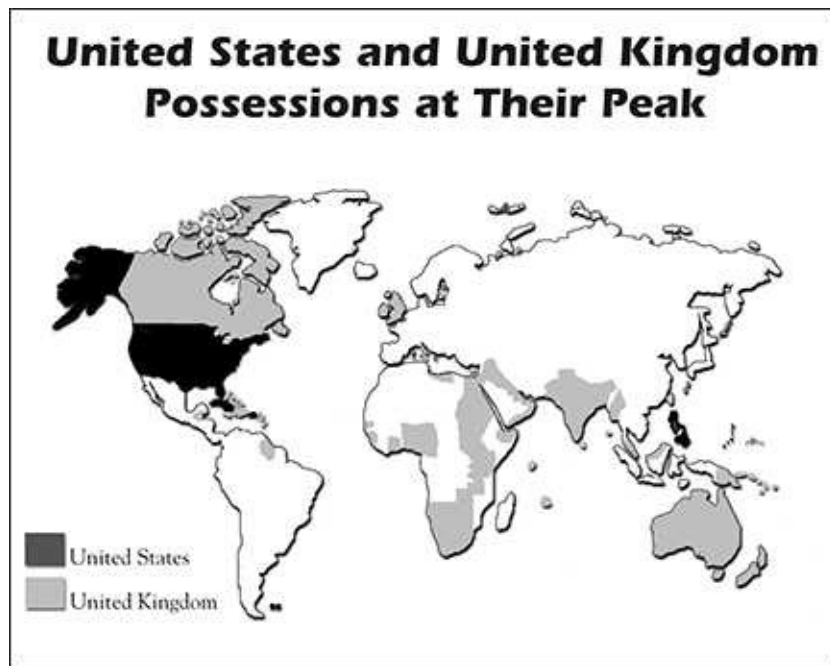 United States and United Kingdom
Possessions at Their Peak
United States
United Kingdom